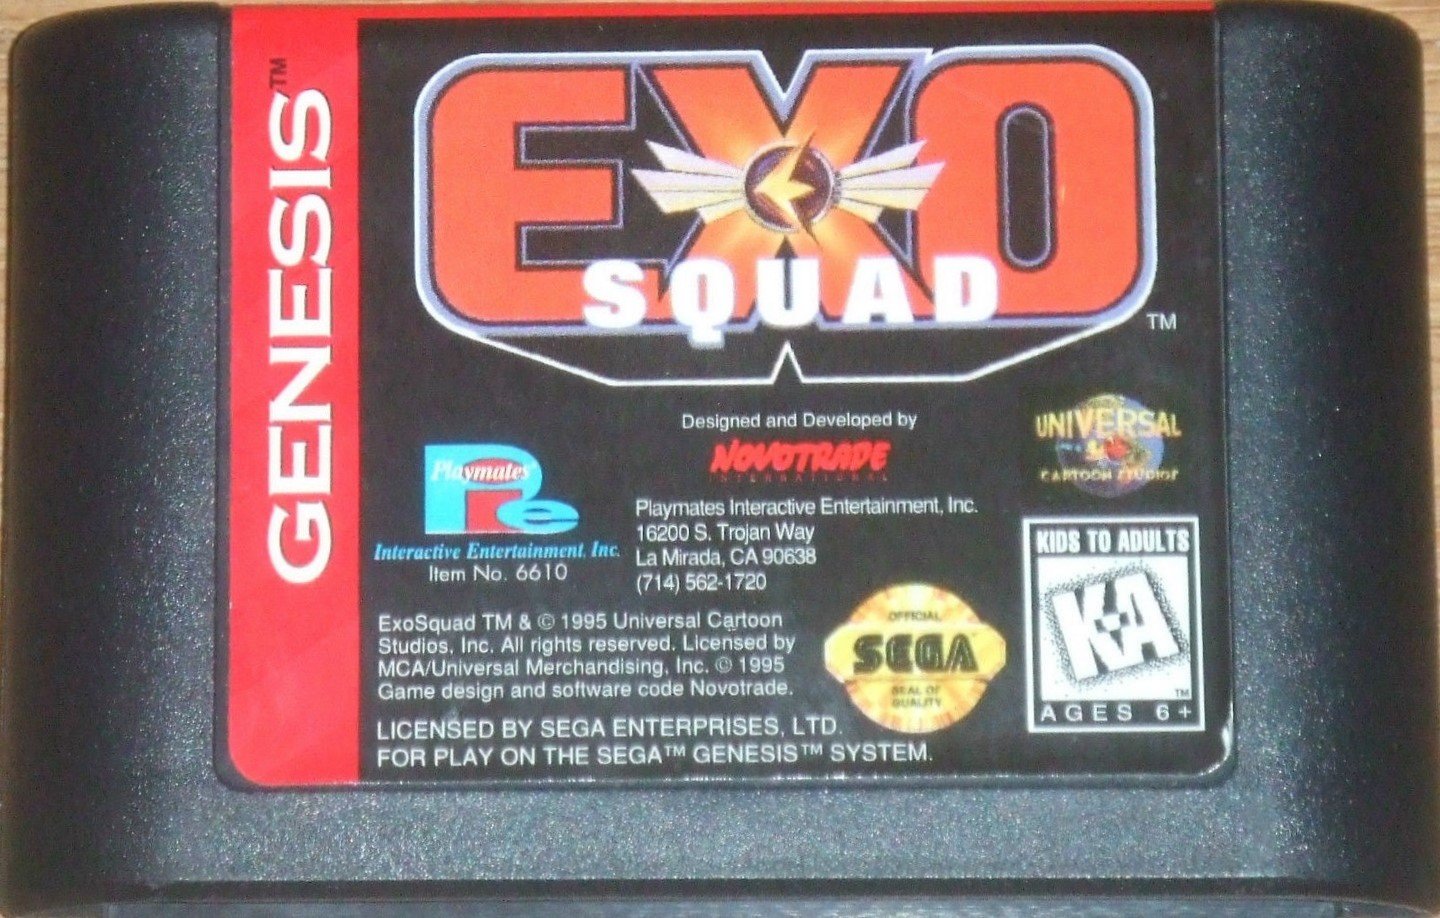 GENESIS™
EXO
SQUAD
TM
Designed and Developed by
NOVOTRADE
INTERNATIONAL
UNIVERSAL
CARTOON STUDIOS
Playmates
Pie
Interactive Entertainment, Inc.
Item No. 6610
Playmates Interactive Entertainment, Inc.
16200 S. Trojan Way
La Mirada, CA 90638
(714) 562-1720
KIDS TO ADULTS
K-A
TM
AGES 6+
ExoSquad TM & © 1995 Universal Cartoon
Studios, Inc. All rights reserved. Licensed by
MCA/Universal Merchandising, Inc. © 1995
Game design and software code Novotrade.
OFFICIAL
SEGA
SEAL OF
QUALITY
LICENSED BY SEGA ENTERPRISES, LTD.
FOR PLAY ON THE SEGA™ GENESIS™ SYSTEM.